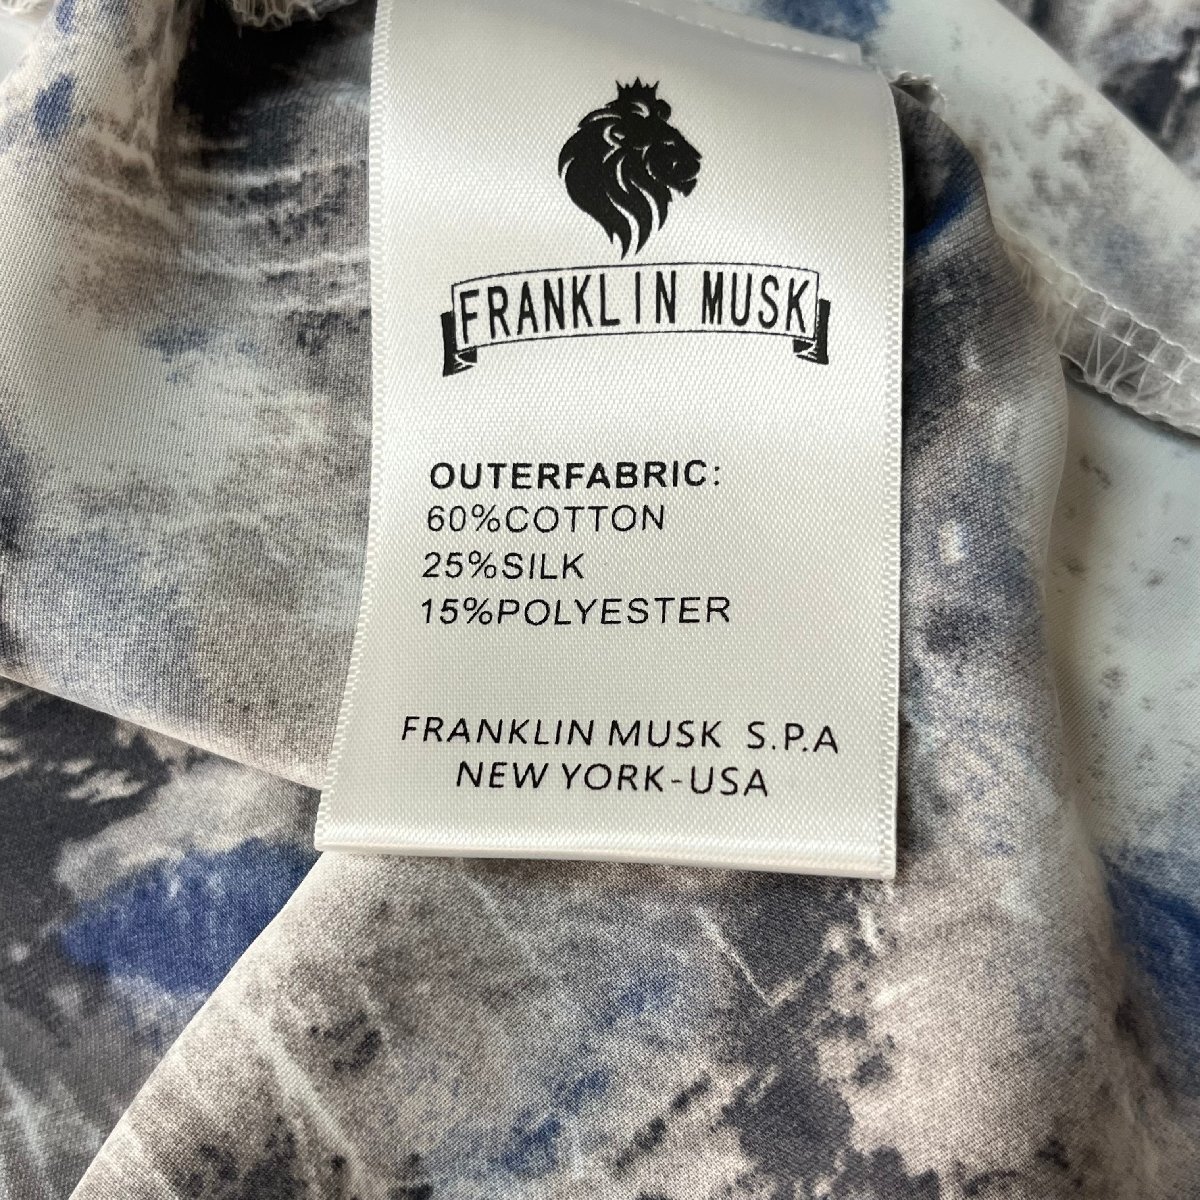 FRANKLIN MUSK
OUTERFABRIC:
60%COTTON
25%SILK
15%POLYESTER
FRANKLIN MUSK S.P.A
NEW YORK-USA